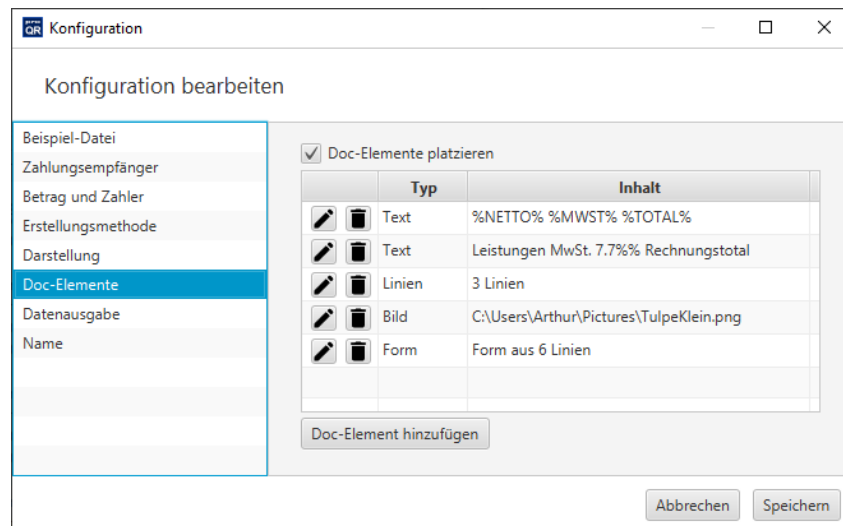 QR Konfiguration
Konfiguration bearbeiten
Beispiel-Datei
Zahlungsempfänger
Betrag und Zahler
Erstellungsmethode
Darstellung
Doc-Elemente
Datenausgabe
Name
Doc-Elemente platzieren
Typ Inhalt
Text %NETTO% %MWST% %TOTAL%
Text Leistungen MwSt. 7.7%% Rechnungstotal
Linien 3 Linien
Bild C:\Users\Arthur\Pictures\TulpeKlein.png
Form Form aus 6 Linien
Doc-Element hinzufügen
Abbrechen Speichern